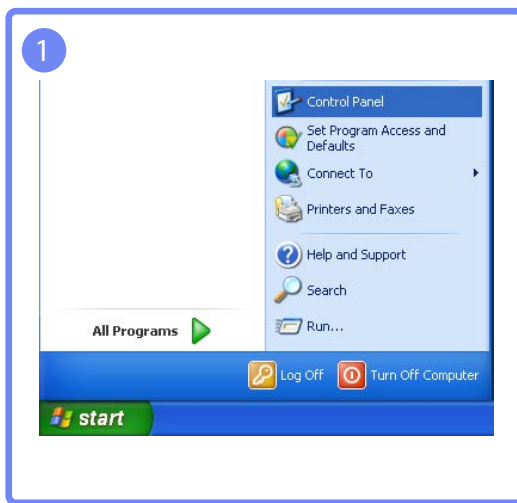 1
Control Panel
Set Program Access and
Defaults
Connect To
Printers and Faxes
Help and Support
Search
Run...
All Programs
Log Off
Turn Off Computer
start